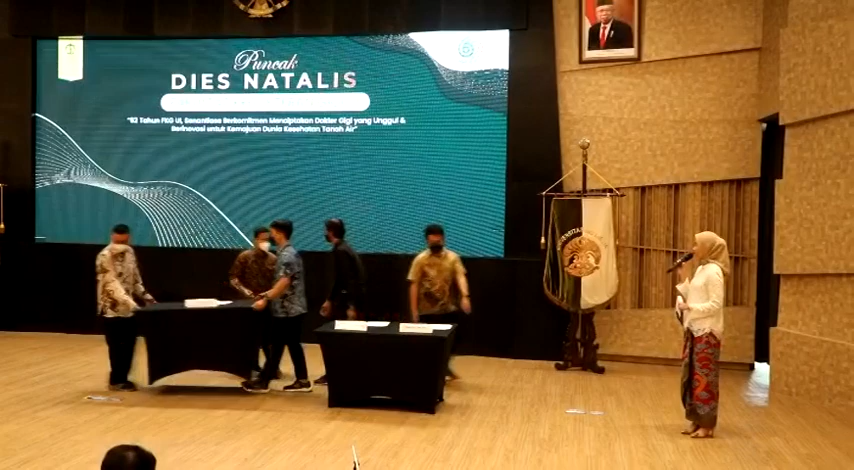 Puncak
DIES NATALIS
"62 Tahun FKG UI, Senantiasa Berkomitmen Menciptakan Dokter Gigi yang Unggul &
Berinovasi untuk Kemajuan Dunia Kesehatan Tanah Air"